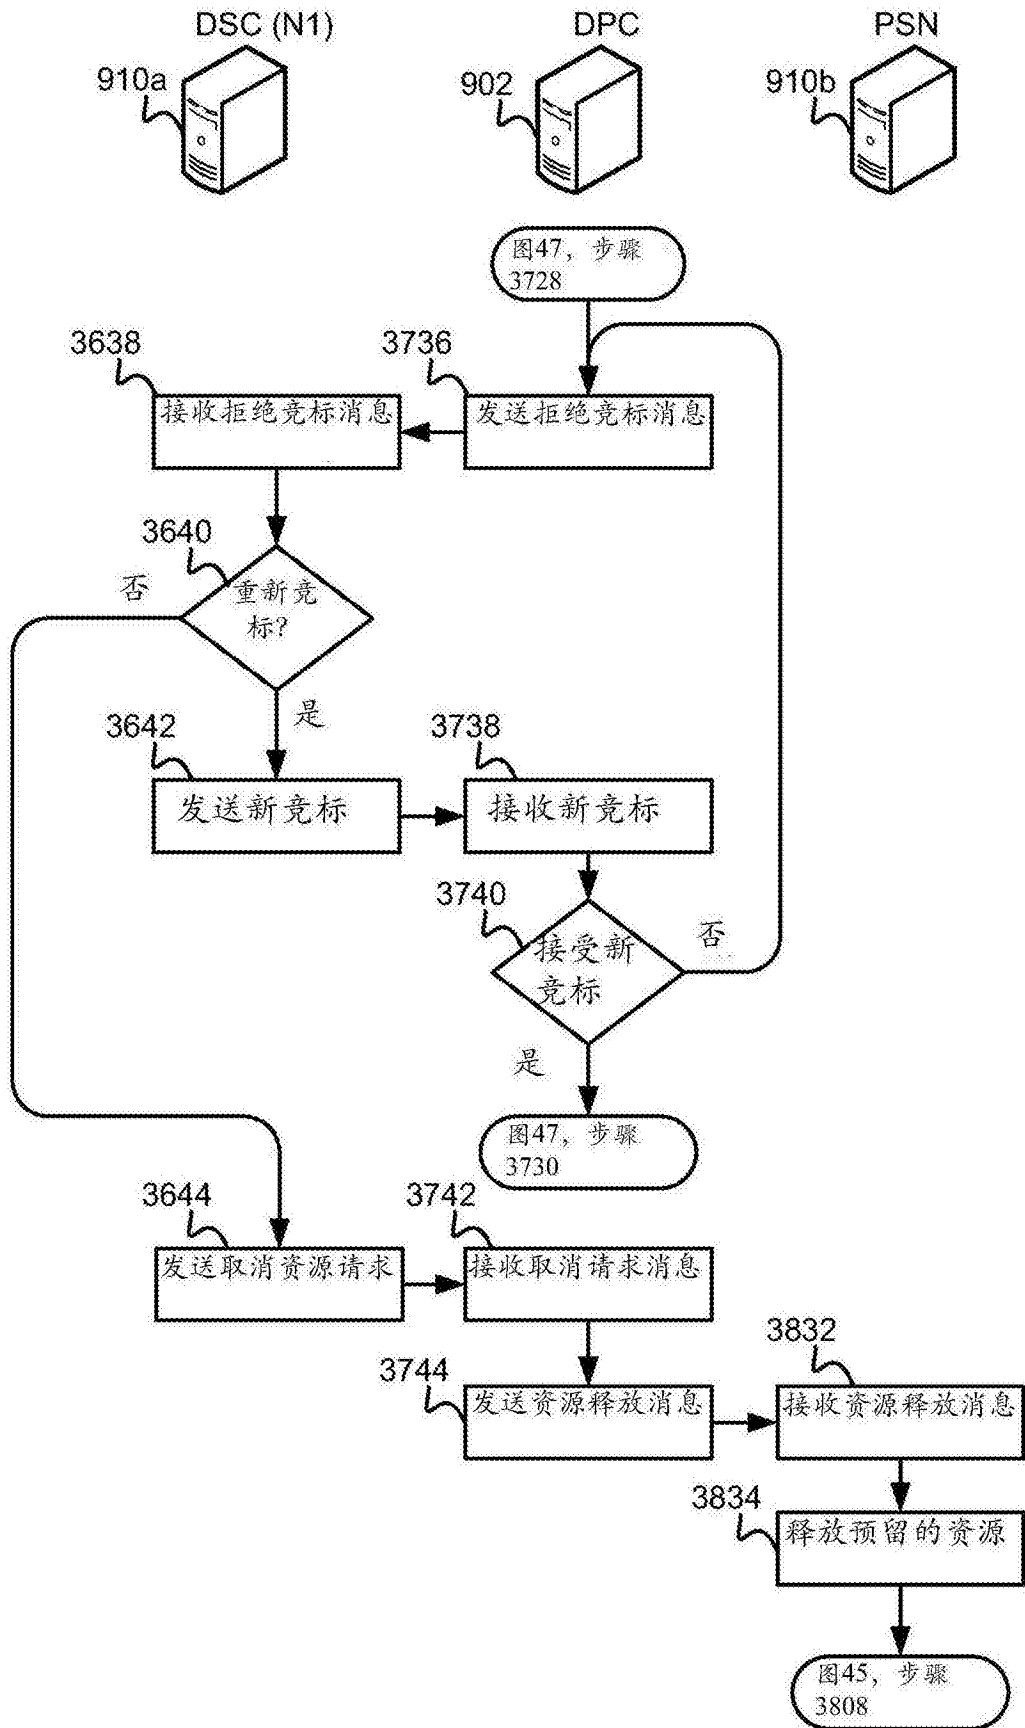 DSC (N1)
DPC
PSN
910a
902
910b
图47，步骤
3728
3638
3736
接收拒绝竞标消息
发送拒绝竞标消息
3640
否
重新竞
标?
是
3642
3738
发送新竞标
接收新竞标
3740
接受新
竞标
否
是
图47，步骤
3730
3644
3742
发送取消资源请求
接收取消请求消息
3832
3744
发送资源释放消息
接收资源释放消息
3834
释放预留的资源
图45，步骤
3808